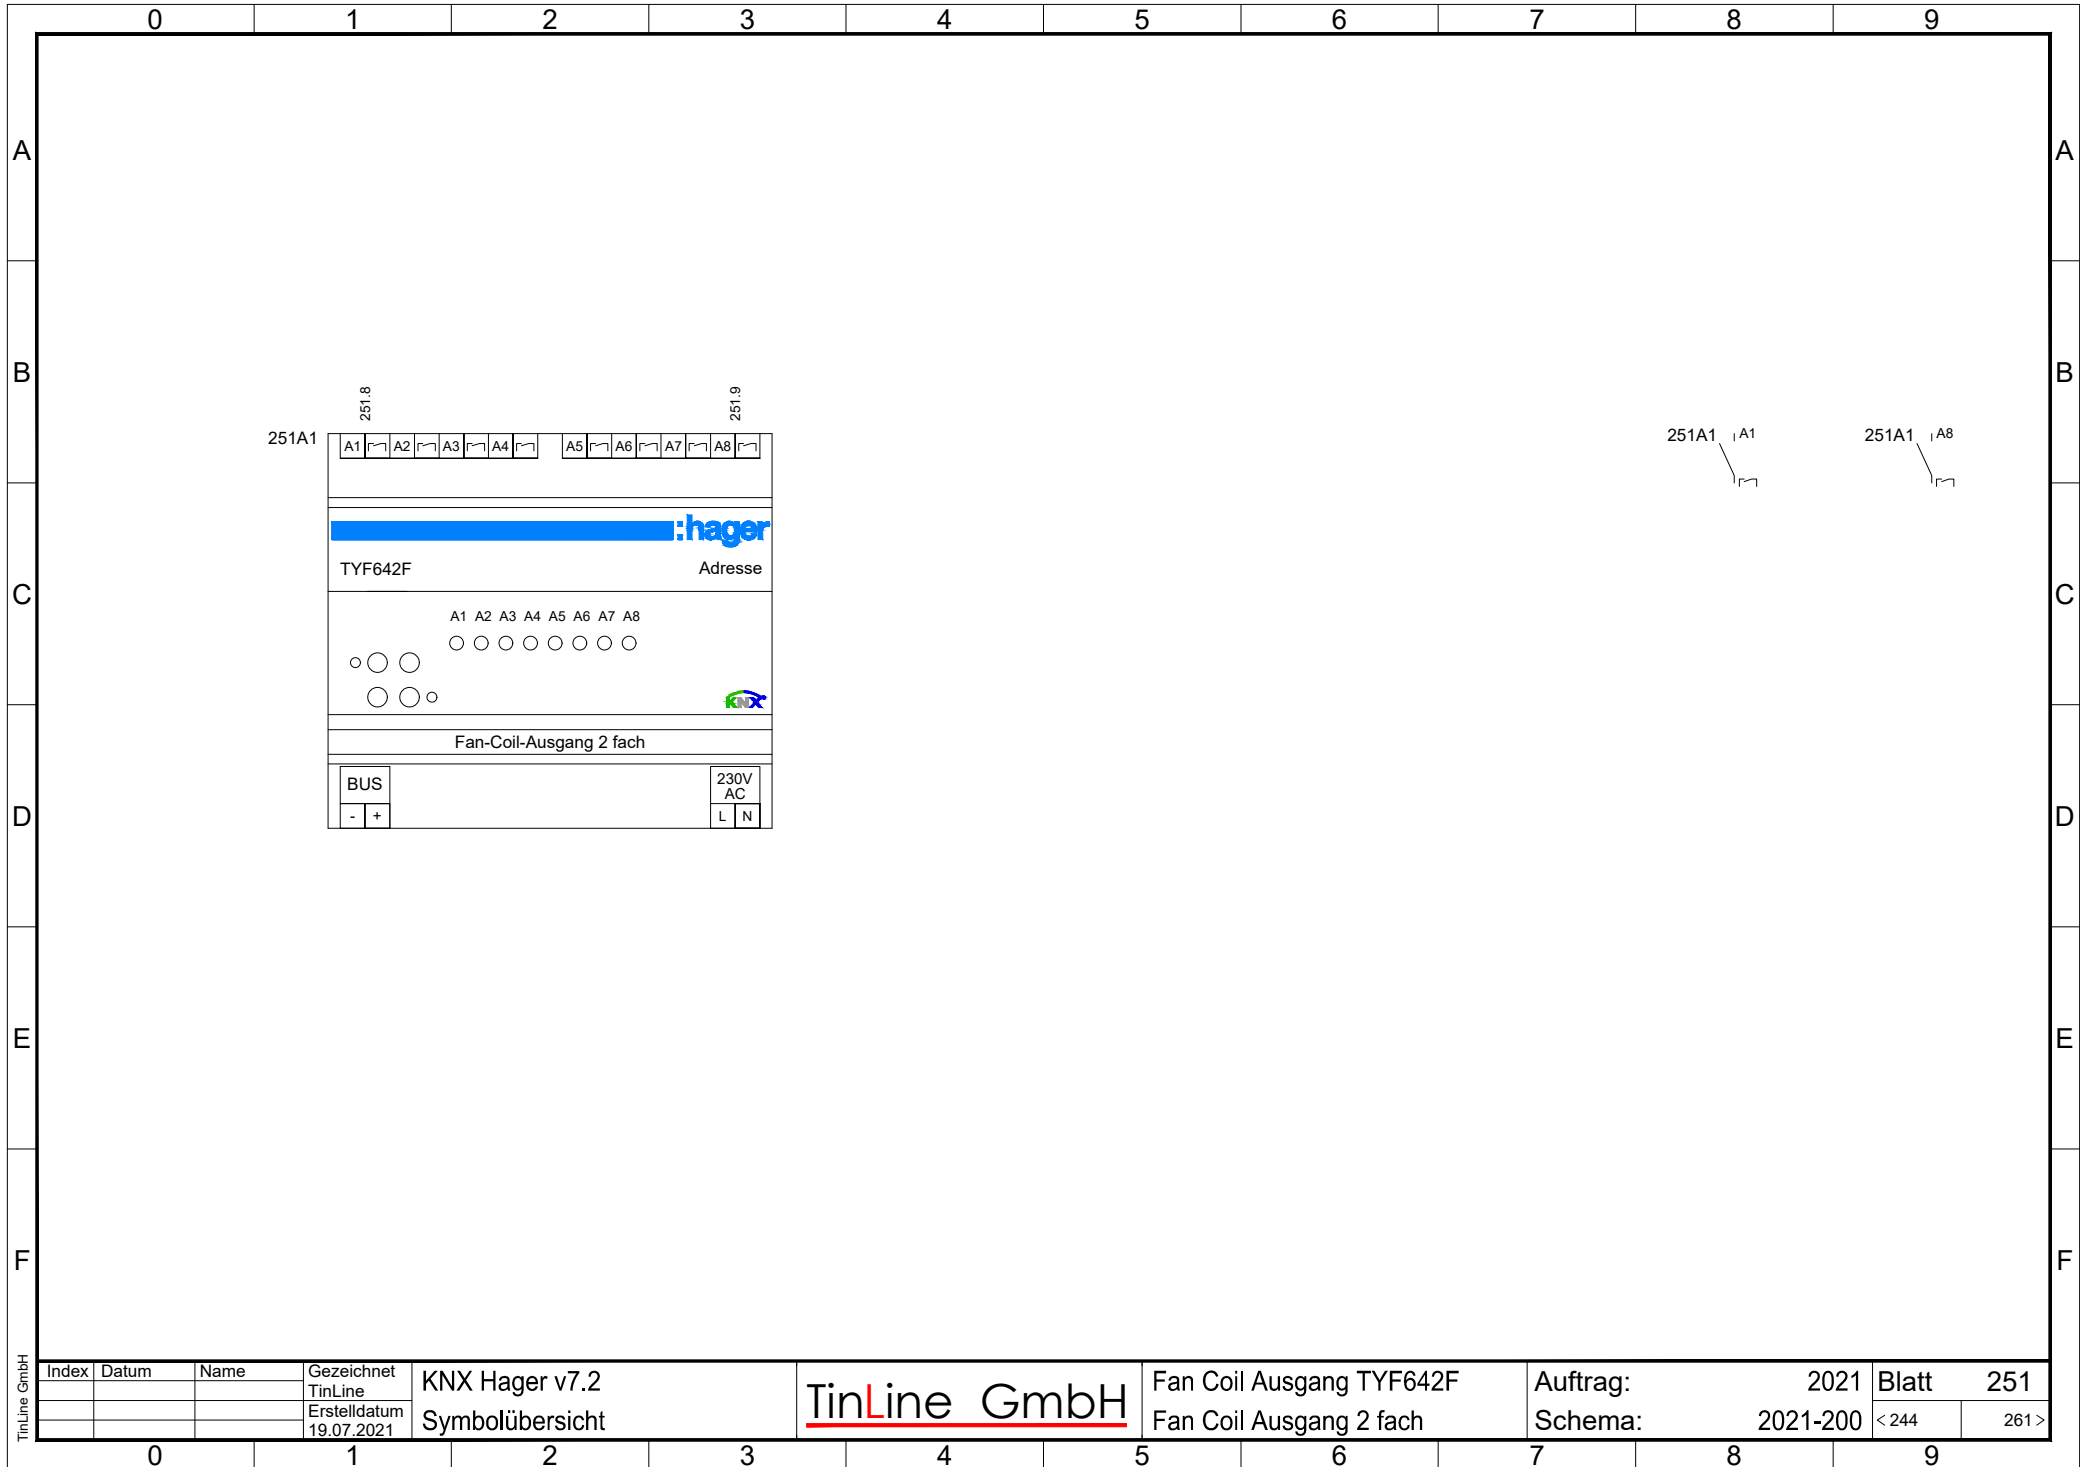 0 1 2 3 4 5 6 7 8 9
A A
B B
251.8 251.9
251A1 A1 A2 A3 A4 A5 A6 A7 A8
251A1 A1 251A1 A8
:hager
TYF642F Adresse
C C
A1 A2 A3 A4 A5 A6 A7 A8
KNX
Fan-Coil-Ausgang 2 fach
BUS 230V
AC
- + L N
D D
E E
F F
TinLine GmbH
Index Datum Name Gezeichnet
TinLine
Erstelldatum
19.07.2021
KNX Hager v7.2
Symbolübersicht
TinLine GmbH
Fan Coil Ausgang TYF642F
Fan Coil Ausgang 2 fach
Auftrag: 2021
Schema: 2021-200
Blatt 251
< 244 261 >
0 1 2 3 4 5 6 7 8 9